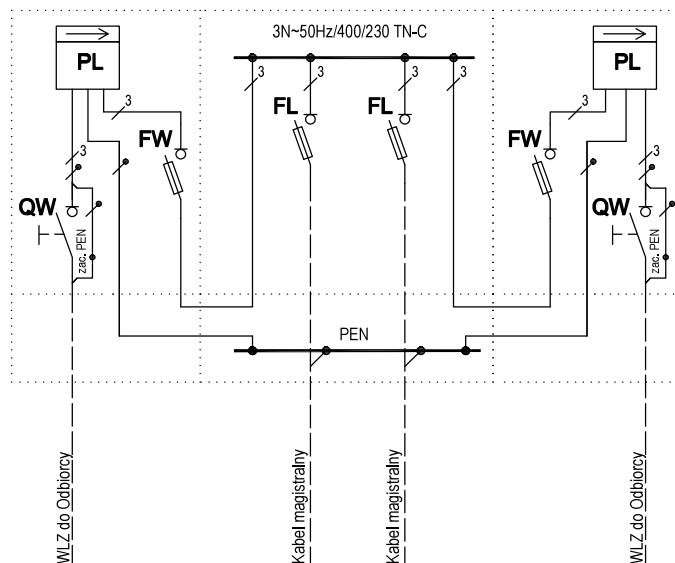 3N~50Hz/400/230 TN-C
PL
PL
3
3
3
3
3
3
FL
FL
FW
FW
3
3
QW
QW
zac. PEN
zac. PEN
PEN
WLZ do Odbiorcy
Kabel magistralny
Kabel magistralny
WLZ do Odbiorcy